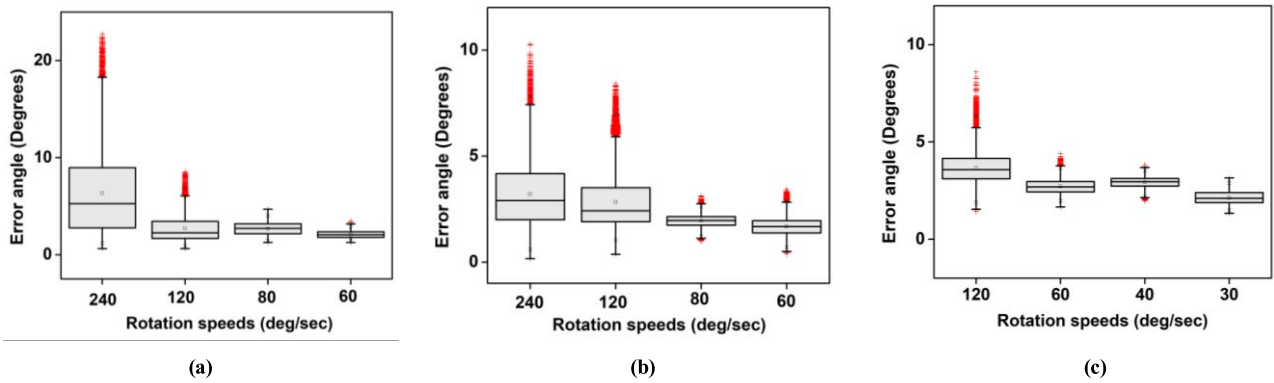 Error angle (Degrees)
20
10
0
240 120 80 60
Rotation speeds (deg/sec)
(a)
Error angle (Degrees)
10
5
0
240 120 80 60
Rotation speeds (deg/sec)
(b)
Error angle (Degrees)
10
5
0
120 60 40 30
Rotation speeds (deg/sec)
(c)